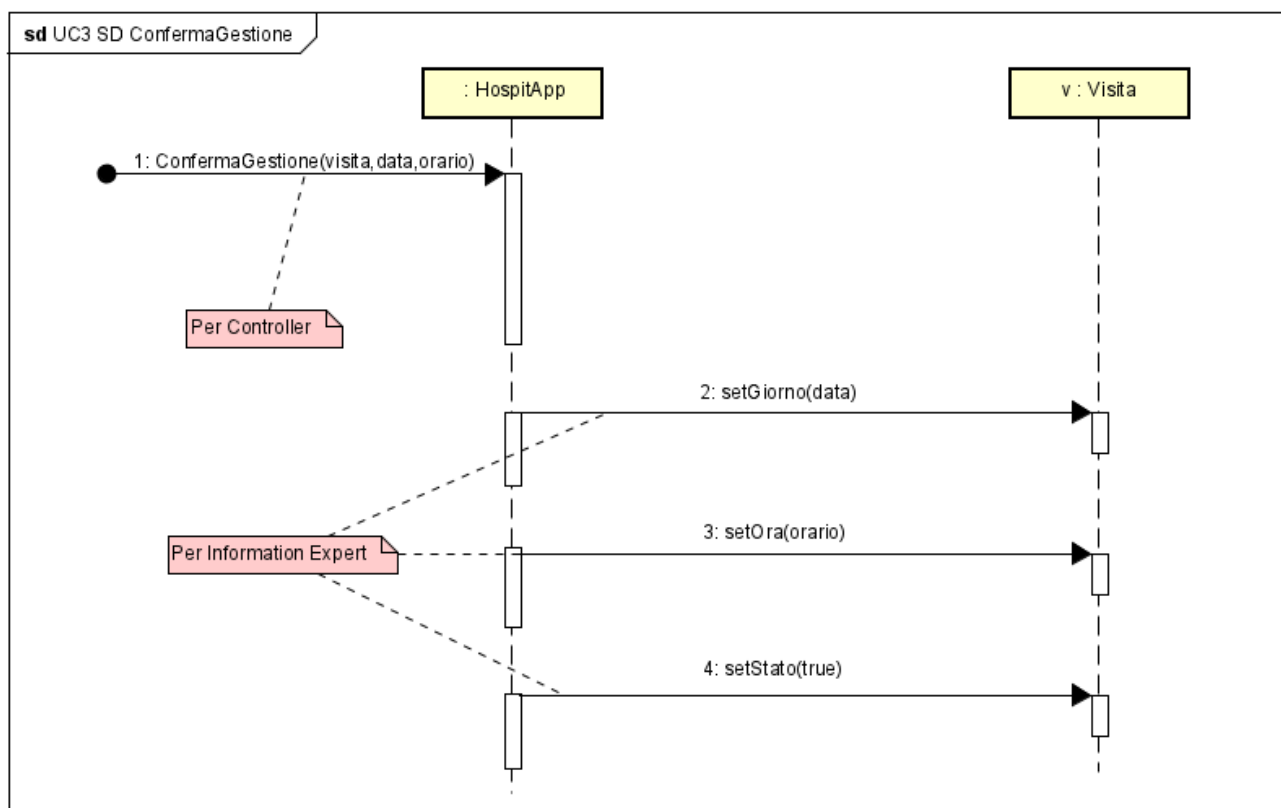 sd UC3 SD ConfermaGestione
: HospitApp
v : Visita
1: ConfermaGestione(visita,data,orario)
Per Controller
2: setGiorno(data)
3: setOra(orario)
Per Information Expert
4: setStato(true)